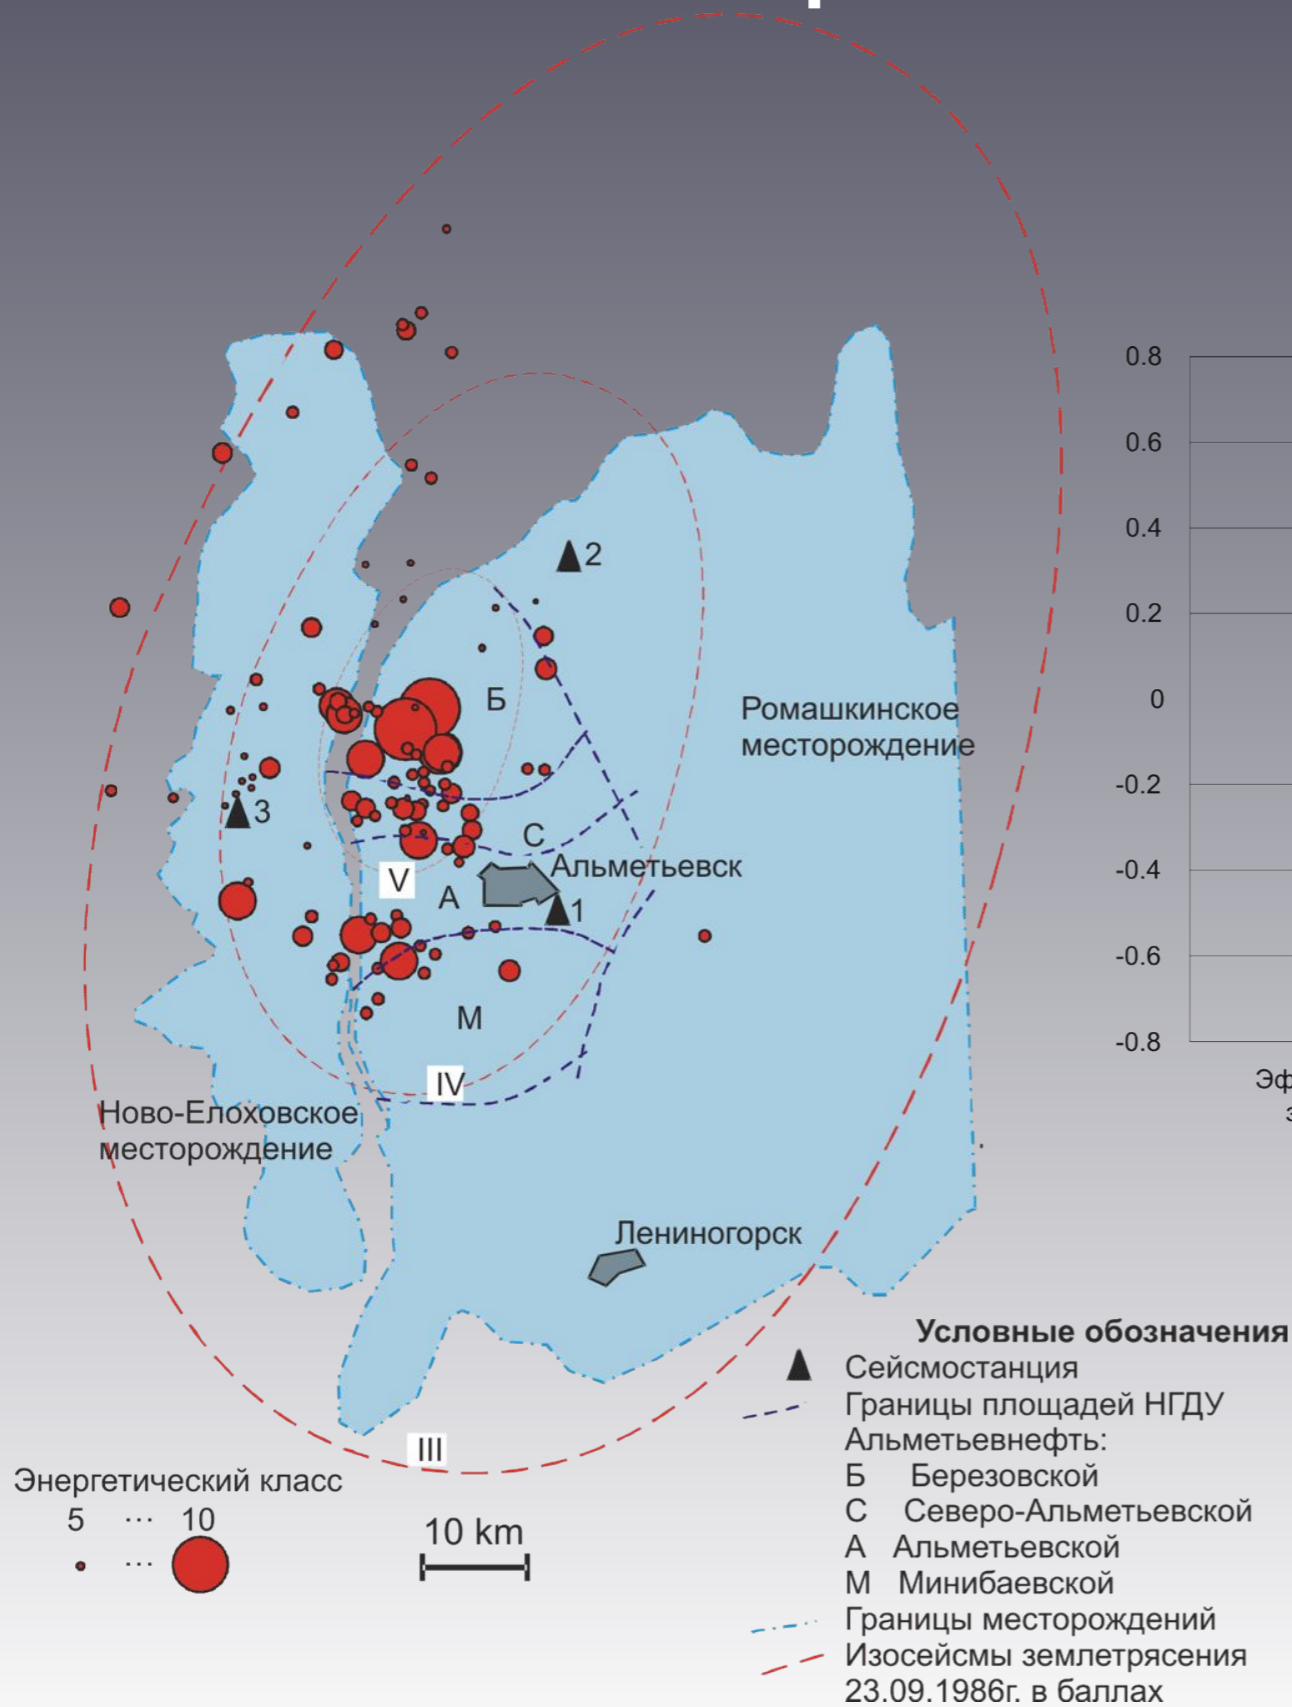 2
Б
Ромашкинское
месторождение
3
С
Альметьевск
V
А
1
М
IV
Ново-Елоховское
месторождение
Лениногорск
III
0.8
0.6
0.4
0.2
0
-0.2
-0.4
-0.6
-0.8
Энергетический класс
5 ... 10
...
10 km
Условные обозначения
Сейсмостанция
Границы площадей НГДУ
Альметьевнефть:
Б Березовской
С Северо-Альметьевской
А Альметьевской
М Минибаевской
Границы месторождений
Изосейсмы землетрясения
23.09.1986г. в баллах